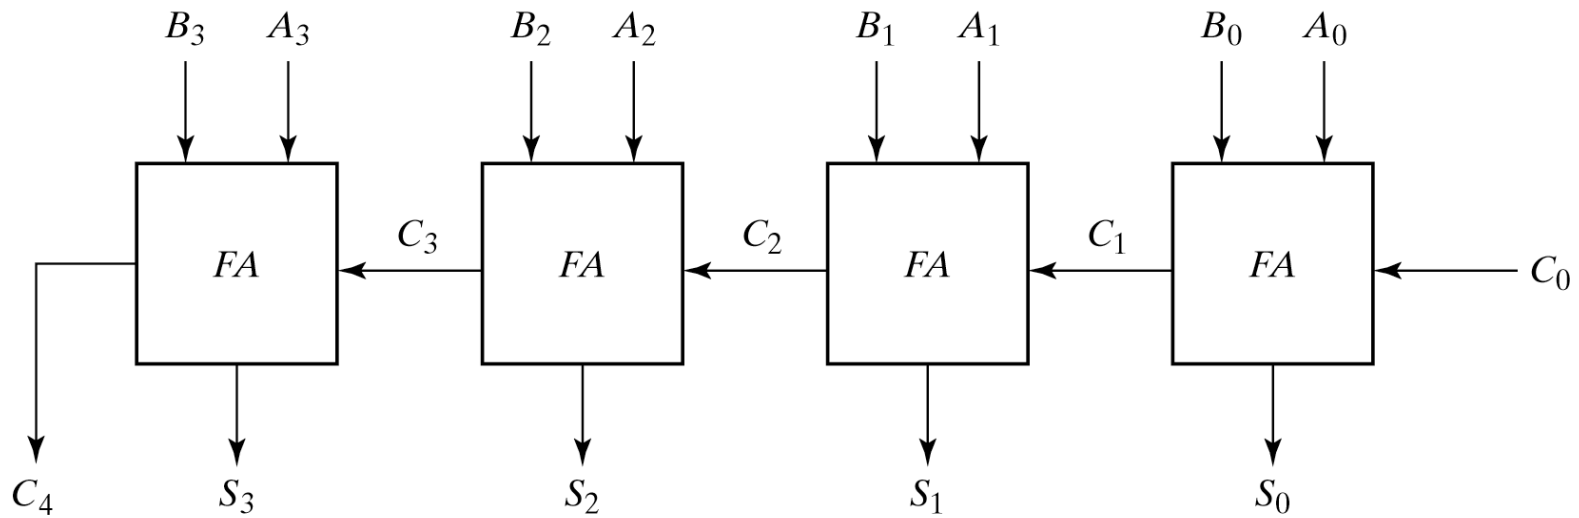 B₃ A₃ B₂ A₂ B₁ A₁ B₀ A₀
C₃ C₂ C₁
FA FA FA FA C₀
C₄ S₃ S₂ S₁ S₀